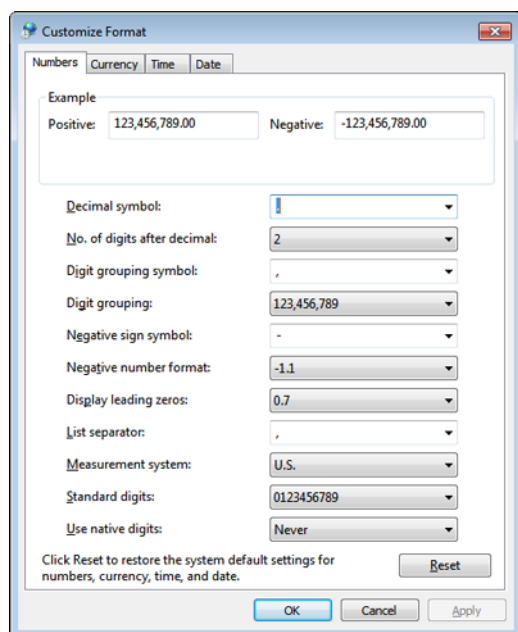 Customize Format
Numbers Currency Time Date
Example
Positive: 123,456,789.00 Negative: -123,456,789.00
Decimal symbol: .
No. of digits after decimal: 2
Digit grouping symbol: ,
Digit grouping: 123,456,789
Negative sign symbol: -
Negative number format: -1.1
Display leading zeros: 0.7
List separator: ,
Measurement system: U.S.
Standard digits: 0123456789
Use native digits: Never
Click Reset to restore the system default settings for
numbers, currency, time, and date.
Reset
OK Cancel Apply